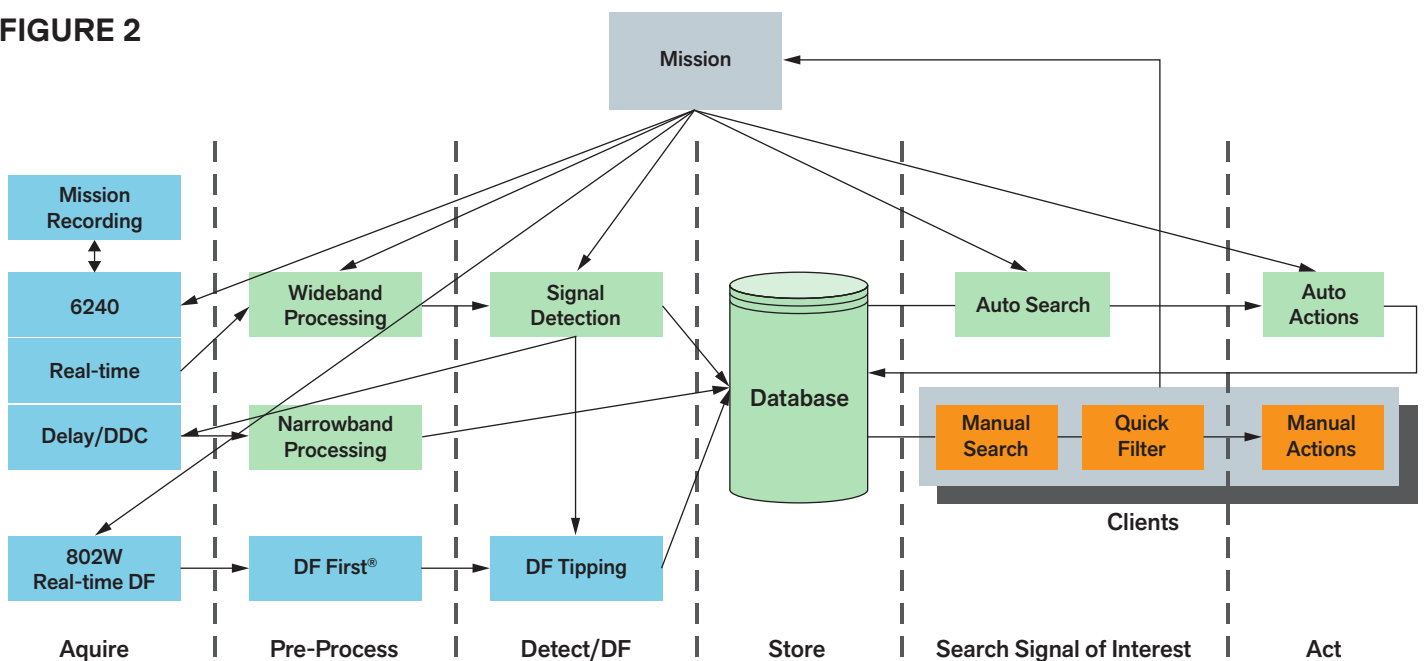 FIGURE 2
Mission
Mission
Recording
6240
Real-time
Delay/DDC
Wideband
Processing
Narrowband
Processing
Signal
Detection
Database
Auto Search
Auto
Actions
Manual
Search
Quick
Filter
Manual
Actions
Clients
802W
Real-time DF
DF First®
DF Tipping
Aquire
Pre-Process
Detect/DF
Store
Search Signal of Interest
Act